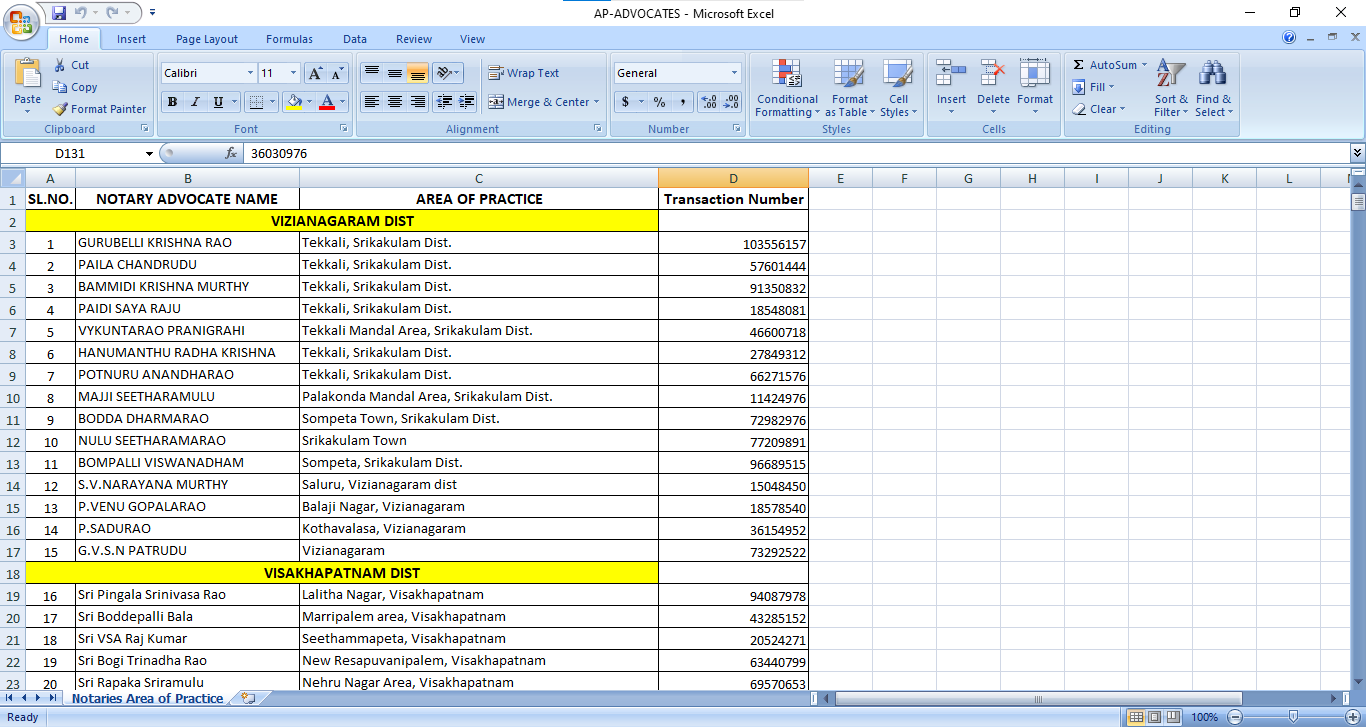 AP-ADVOCATES - Microsoft Excel
Home Insert Page Layout Formulas Data Review View
Paste Cut Calibri 11 A A Wrap Text General Σ AutoSum
Copy Conditional Formatting Format as Table Cell Styles Insert Delete Format Fill Sort & Filter Find & Select
Format Painter B I U A Merge & Center $ % , .00 .0 Clear
Clipboard Font Alignment Number Styles Cells Editing
D131 fx 36030976
A B C D E F G H I J K L
1 SL.NO. NOTARY ADVOCATE NAME AREA OF PRACTICE Transaction Number
2 VIZIANAGARAM DIST
3 1 GURUBELLI KRISHNA RAO Tekkali, Srikakulam Dist. 103556157
4 2 PAILA CHANDRUDU Tekkali, Srikakulam Dist. 57601444
5 3 BAMMIDI KRISHNA MURTHY Tekkali, Srikakulam Dist. 91350832
6 4 PAIDI SAYA RAJU Tekkali, Srikakulam Dist. 18548081
7 5 VYKUNTARAO PRANIGRAHI Tekkali Mandal Area, Srikakulam Dist. 46600718
8 6 HANUMANTHU RADHA KRISHNA Tekkali, Srikakulam Dist. 27849312
9 7 POTNURU ANANDHARAO Tekkali, Srikakulam Dist. 66271576
10 8 MAJJI SEETHARAMULU Palakonda Mandal Area, Srikakulam Dist. 11424976
11 9 BODDA DHARMARAO Sompeta Town, Srikakulam Dist. 72982976
12 10 NULU SEETHARAMARAO Srikakulam Town 77209891
13 11 BOMPALLI VISWANADHAM Sompeta, Srikakulam Dist. 96689515
14 12 S.V.NARAYANA MURTHY Saluru, Vizianagaram dist 15048450
15 13 P.VENU GOPALARAO Balaji Nagar, Vizianagaram 18578540
16 14 P.SADURAO Kothavalasa, Vizianagaram 36154952
17 15 G.V.S.N PATRUDU Vizianagaram 73292522
18 VISAKHAPATNAM DIST
19 16 Sri Pingala Srinivasa Rao Lalitha Nagar, Visakhapatnam 94087978
20 17 Sri Boddepalli Bala Marripalem area, Visakhapatnam 43285152
21 18 Sri VSA Raj Kumar Seethammapeta, Visakhapatnam 20524271
22 19 Sri Bogi Trinadha Rao New Resapuvanipalem, Visakhapatnam 63440799
23 20 Sri Rapaka Sriramulu Nehru Nagar Area, Visakhapatnam 69570653
Notaries Area of Practice
Ready 100%